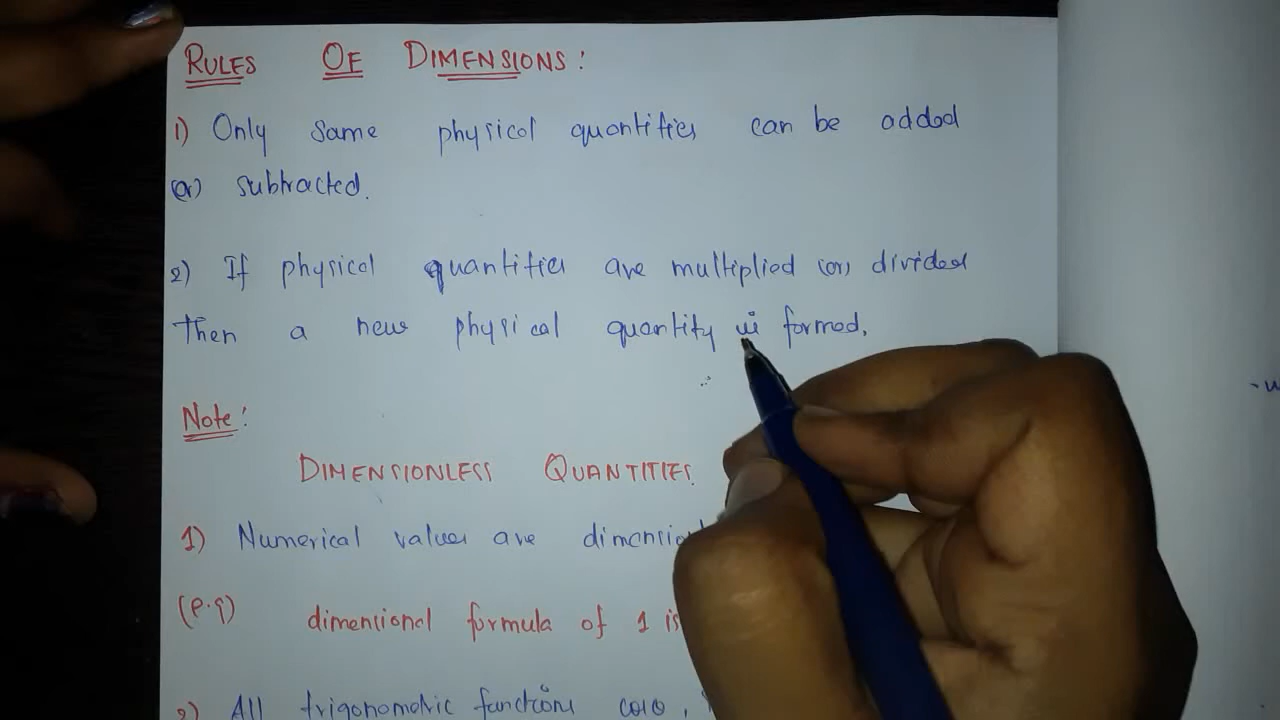 RULES OF DIMENSIONS:
1) Only same physical quantities can be added
(or) subtracted.
2) If physical quantities are multiplied (or) divided
then a new physical quantity is formed.
Note:
DIMENSIONLESS QUANTITIES
1) Numerical values are
(e.g) dimensional formula of 1 is
2) All trigonometric functions cosθ,